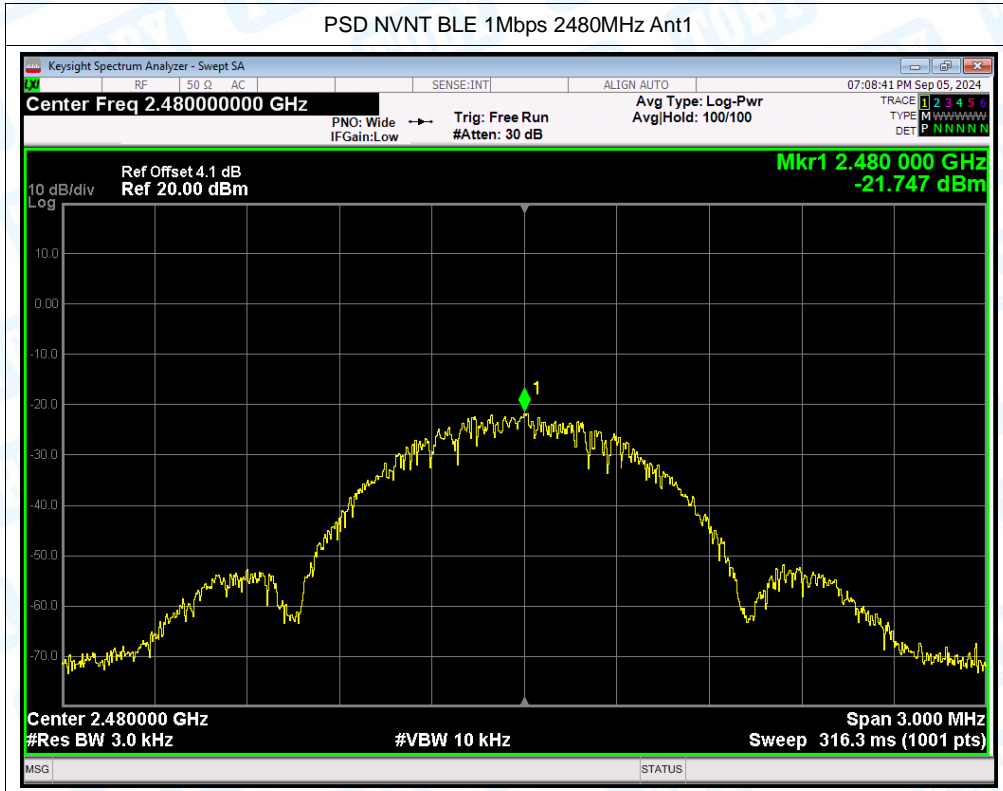 PSD NVNT BLE 1Mbps 2480MHz Ant1
Keysight Spectrum Analyzer - Swept SA
LXI RF 50 Ω AC SENSE:INT ALIGN AUTO 07:08:41 PM Sep 05, 2024
Center Freq 2.480000000 GHz Avg Type: Log-Pwr TRACE 1 2 3 4 5 6
PNO: Wide Trig: Free Run Avg|Hold: 100/100 TYPE M WWWWW
IFGain:Low #Atten: 30 dB DET P N N N N N
Mkr1 2.480 000 GHz
Ref Offset 4.1 dB
10 dB/div Ref 20.00 dBm -21.747 dBm
Log
10.0
0.00
-10.0
1
-20.0
-30.0
-40.0
-50.0
-60.0
-70.0
Center 2.480000 GHz Span 3.000 MHz
#Res BW 3.0 kHz #VBW 10 kHz Sweep 316.3 ms (1001 pts)
MSG STATUS